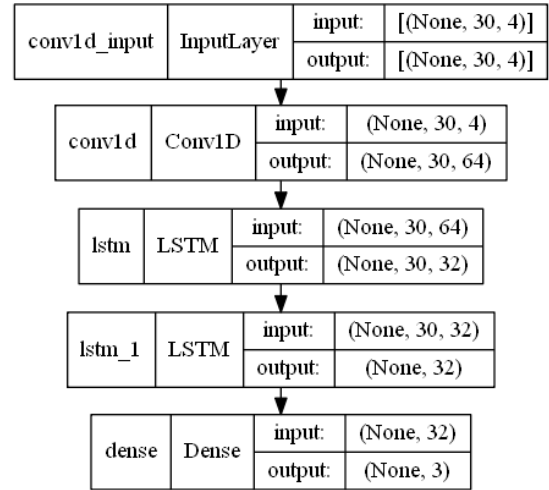 conv1d_input InputLayer input: [(None, 30, 4)]
output: [(None, 30, 4)]
conv1d Conv1D input: (None, 30, 4)
output: (None, 30, 64)
lstm LSTM input: (None, 30, 64)
output: (None, 30, 32)
lstm_1 LSTM input: (None, 30, 32)
output: (None, 32)
dense Dense input: (None, 32)
output: (None, 3)